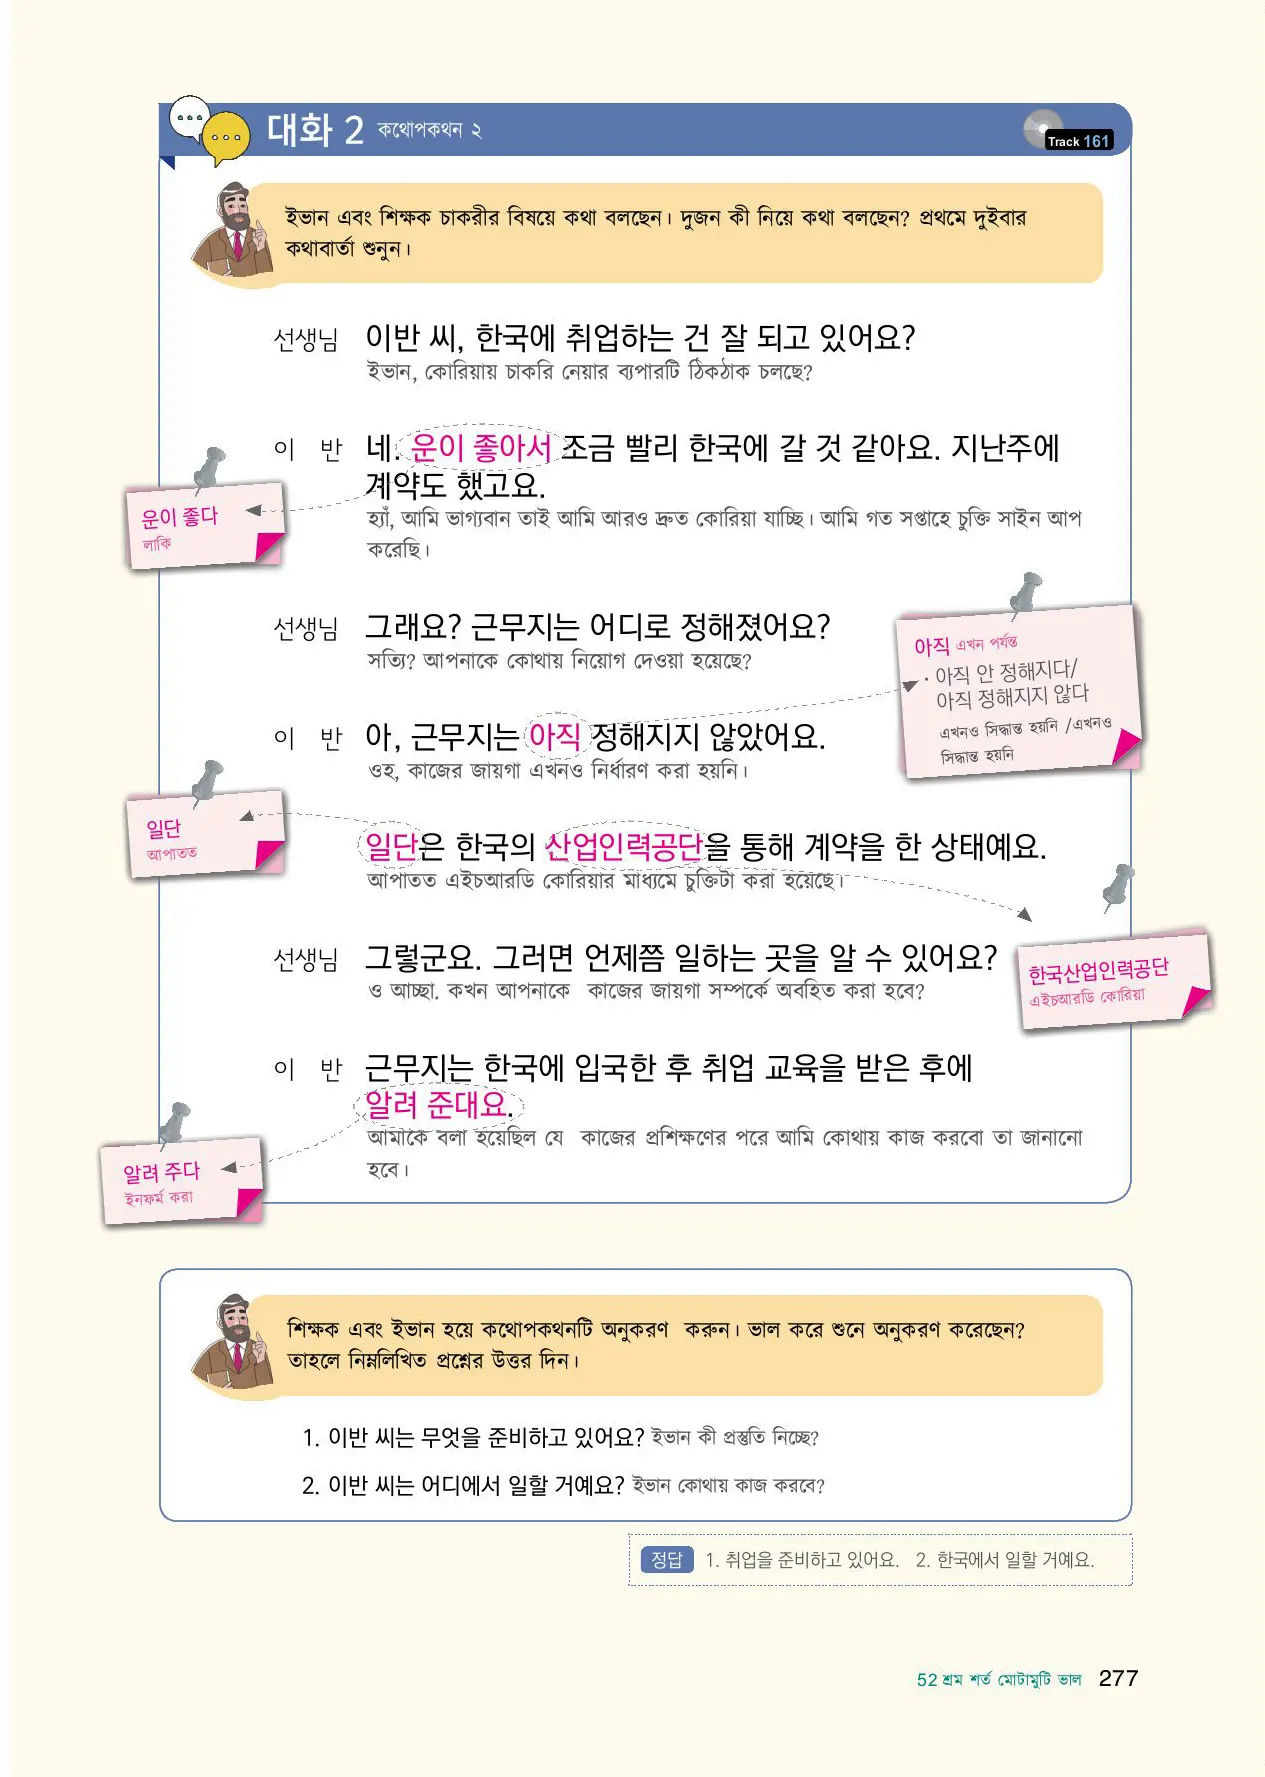 대화 2 কথোপকথন ২
Track 161
ইভান এবং শিক্ষক চাকরীর বিষয়ে কথা বলছেন। দুজন কী নিয়ে কথা বলছেন? প্রথমে দুইবার
কথাবার্তা শুনুন।
선생님 이반 씨, 한국에 취업하는 건 잘 되고 있어요?
ইভান, কোরিয়ায় চাকরি নেয়ার ব্যপারটি ঠিকঠাক চলছে?
이 반 네. 운이 좋아서 조금 빨리 한국에 갈 것 같아요. 지난주에
계약도 했고요.
হ্যাঁ, আমি ভাগ্যবান তাই আমি আরও দ্রুত কোরিয়া যাচ্ছি। আমি গত সপ্তাহে চুক্তি সাইন আপ
করেছি।
운이 좋다
লাকি
선생님 그래요? 근무지는 어디로 정해졌어요?
সত্যি? আপনাকে কোথায় নিয়োগ দেওয়া হয়েছে?
아직 এখন পর্যন্ত
· 아직 안 정해지다/
아직 정해지지 않다
এখনও সিদ্ধান্ত হয়নি /এখনও
সিদ্ধান্ত হয়নি
이 반 아, 근무지는 아직 정해지지 않았어요.
ওহ, কাজের জায়গা এখনও নির্ধারণ করা হয়নি।
일단
আপাতত
일단은 한국의 산업인력공단을 통해 계약을 한 상태예요.
আপাতত এইচআরডি কোরিয়ার মাধ্যমে চুক্তিটা করা হয়েছে।
선생님 그렇군요. 그러면 언제쯤 일하는 곳을 알 수 있어요?
ও আচ্ছা. কখন আপনাকে কাজের জায়গা সম্পর্কে অবহিত করা হবে?
한국산업인력공단
এইচআরডি কোরিয়া
이 반 근무지는 한국에 입국한 후 취업 교육을 받은 후에
알려 준대요.
আমাকে বলা হয়েছিল যে কাজের প্রশিক্ষণের পরে আমি কোথায় কাজ করবো তা জানানো
হবে।
알려 주다
ইনফর্ম করা
শিক্ষক এবং ইভান হয়ে কথোপকথনটি অনুকরণ করুন। ভাল করে শুনে অনুকরণ করেছেন?
তাহলে নিম্নলিখিত প্রশ্নের উত্তর দিন।
1. 이반 씨는 무엇을 준비하고 있어요? ইভান কী প্রস্তুতি নিচ্ছে?
2. 이반 씨는 어디에서 일할 거예요? ইভান কোথায় কাজ করবে?
정답 1. 취업을 준비하고 있어요. 2. 한국에서 일할 거예요.
52 শ্রম শর্ত মোটামুটি ভাল 277